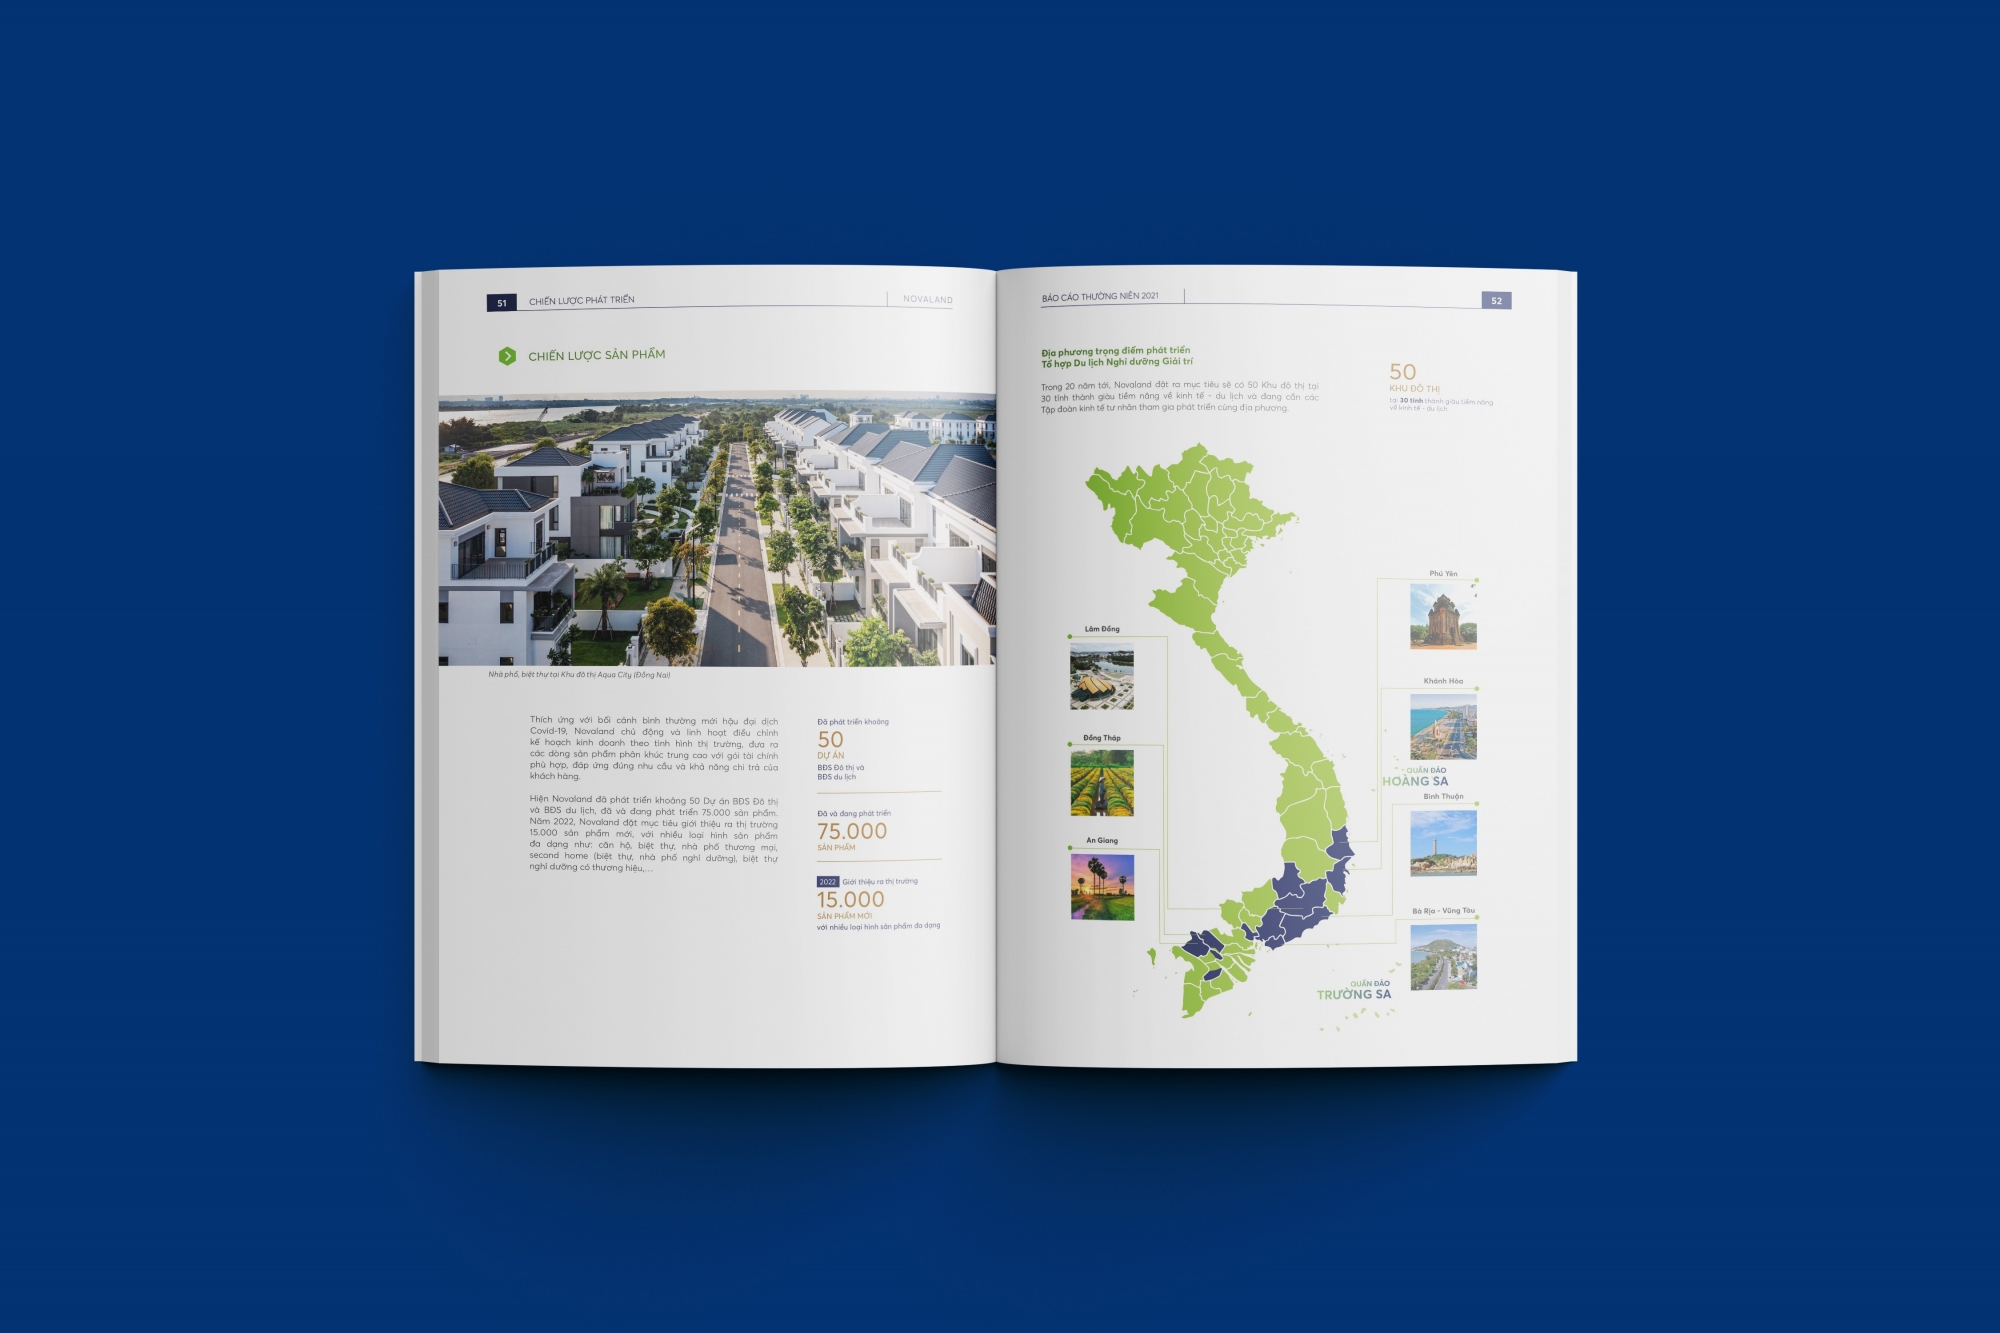 51 CHIẾN LƯỢC PHÁT TRIỂN NOVALAND
CHIẾN LƯỢC SẢN PHẨM
Nhà phố, biệt thự tại Khu đô thị Aqua City (Đồng Nai)
Thích ứng với bối cảnh bình thường mới hậu đại dịch
Covid-19, Novaland chủ động và linh hoạt điều chỉnh
kế hoạch kinh doanh theo tình hình thị trường, đưa ra
các dòng sản phẩm phân khúc trung cao với gói tài chính
phù hợp, đáp ứng đúng nhu cầu và khả năng chi trả của
khách hàng.
Hiện Novaland đã phát triển khoảng 50 Dự án BĐS Đô thị
và BĐS du lịch, đã và đang phát triển 75.000 sản phẩm.
Năm 2022, Novaland đặt mục tiêu giới thiệu ra thị trường
15.000 sản phẩm mới, với nhiều loại hình sản phẩm
đa dạng như: căn hộ, biệt thự, nhà phố thương mại,
second home (biệt thự, nhà phố nghỉ dưỡng), biệt thự
nghỉ dưỡng có thương hiệu,...
Đã phát triển khoảng
50
DỰ ÁN
BĐS Đô thị và
BĐS du lịch
Đã và đang phát triển
75.000
SẢN PHẨM
2022 Giới thiệu ra thị trường
15.000
SẢN PHẨM MỚI
với nhiều loại hình sản phẩm đa dạng
BÁO CÁO THƯỜNG NIÊN 2021 52
Địa phương trọng điểm phát triển
Tổ hợp Du lịch Nghỉ dưỡng Giải trí
Trong 20 năm tới, Novaland đặt ra mục tiêu sẽ có 50 Khu đô thị tại
30 tỉnh thành giàu tiềm năng về kinh tế - du lịch và đang cần các
Tập đoàn kinh tế tư nhân tham gia phát triển cùng địa phương.
50
KHU ĐÔ THỊ
tại 30 tỉnh thành giàu tiềm năng
về kinh tế - du lịch
Lâm Đồng
Đồng Tháp
An Giang
Phú Yên
Khánh Hòa
QUẦN ĐẢO
HOÀNG SA
Bình Thuận
Bà Rịa - Vũng Tàu
QUẦN ĐẢO
TRƯỜNG SA